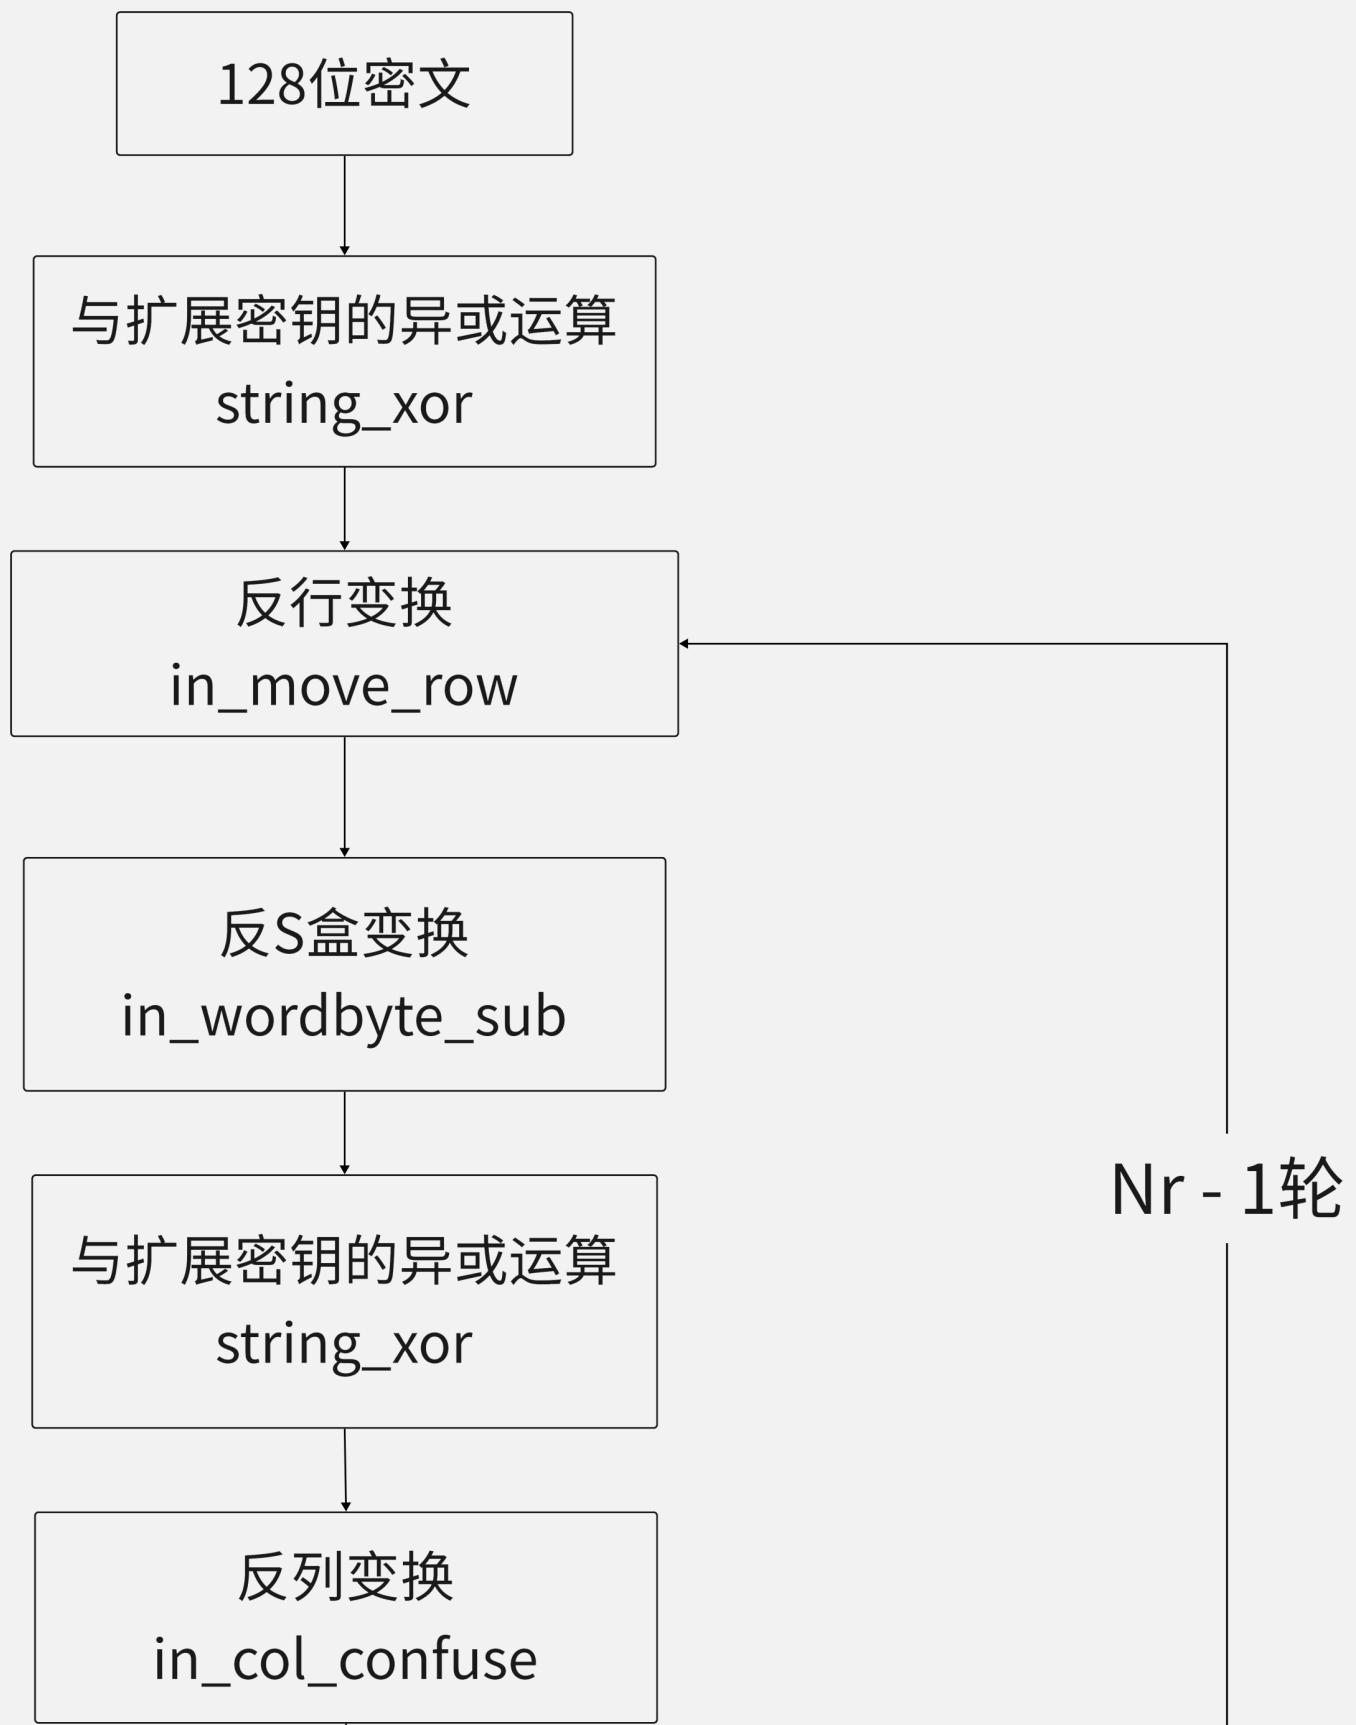 128位密文
与扩展密钥的异或运算
string_xor
反行变换
in_move_row
反S盒变换
in_wordbyte_sub
Nr - 1轮
与扩展密钥的异或运算
string_xor
反列变换
in_col_confuse